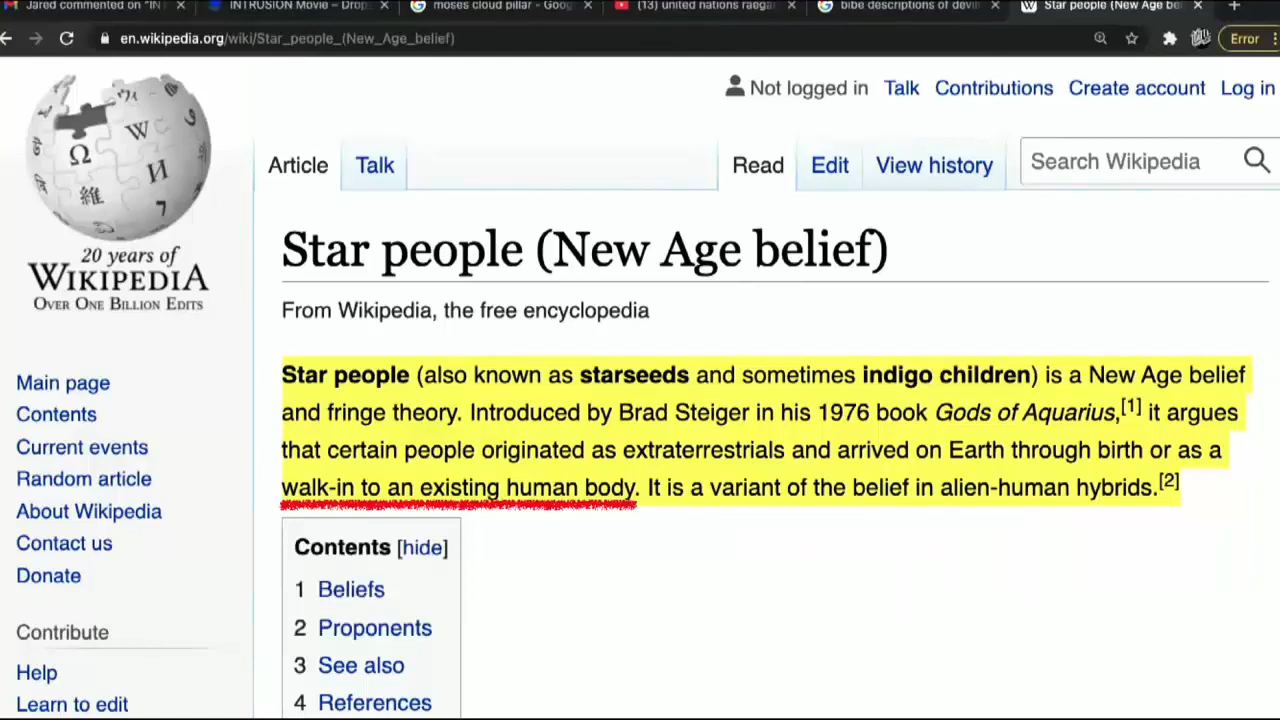 Jared commented on "IN
INTRUSION Movie – Drop
moses cloud pillar - Goog
(13) united nations reaga
bibe descriptions of devil
Star people (New Age be
en.wikipedia.org/wiki/Star_people_(New_Age_belief)
Error
Not logged in Talk Contributions Create account Log in
Article Talk Read Edit View history Search Wikipedia
Ω W И 維 7
20 years of
WIKIPEDIA
OVER ONE BILLION EDITS
Star people (New Age belief)
From Wikipedia, the free encyclopedia
Star people (also known as starseeds and sometimes indigo children) is a New Age belief
and fringe theory. Introduced by Brad Steiger in his 1976 book Gods of Aquarius,[1] it argues
that certain people originated as extraterrestrials and arrived on Earth through birth or as a
walk-in to an existing human body. It is a variant of the belief in alien-human hybrids.[2]
Main page
Contents
Current events
Random article
About Wikipedia
Contact us
Donate
Contribute
Help
Learn to edit
Contents [hide]
1 Beliefs
2 Proponents
3 See also
4 References